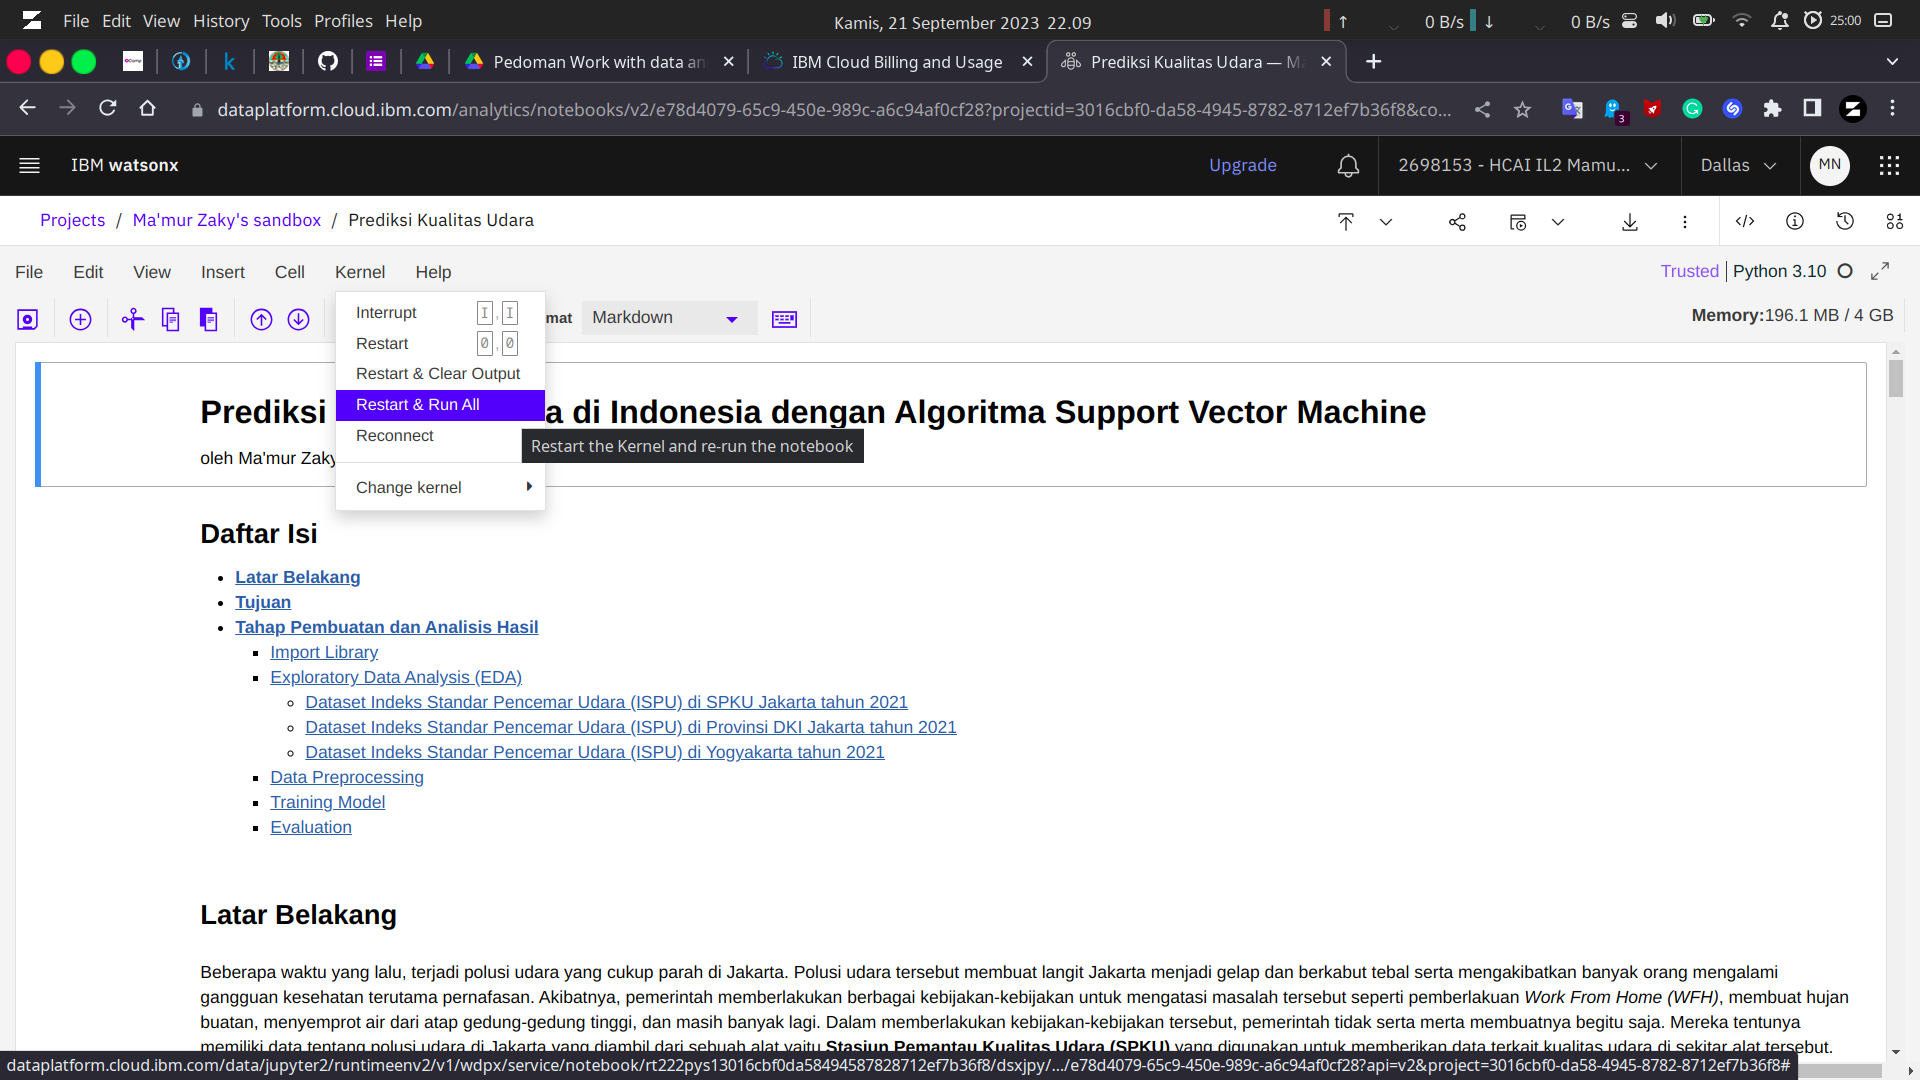 File Edit View History Tools Profiles Help
Kamis, 21 September 2023 22.09
↑ 0 B/s ↓ 0 B/s 25:00
Pedoman Work with data an
IBM Cloud Billing and Usage
Prediksi Kualitas Udara — Ma
dataplatform.cloud.ibm.com/analytics/notebooks/v2/e78d4079-65c9-450e-989c-a6c94af0cf28?projectid=3016cbf0-da58-4945-8782-8712ef7b36f8&co...
3
IBM watsonx
Upgrade
2698153 - HCAI IL2 Mamu...
Dallas
MN
Projects / Ma'mur Zaky's sandbox / Prediksi Kualitas Udara
File Edit View Insert Cell Kernel Help
Trusted Python 3.10
Interrupt I , I
Restart 0 , 0
Restart & Clear Output
Restart & Run All
Reconnect
Change kernel
Restart the Kernel and re-run the notebook
mat Markdown
Memory:196.1 MB / 4 GB
Prediksi a di Indonesia dengan Algoritma Support Vector Machine
oleh Ma'mur Zaky
Daftar Isi
Latar Belakang
Tujuan
Tahap Pembuatan dan Analisis Hasil
Import Library
Exploratory Data Analysis (EDA)
Dataset Indeks Standar Pencemar Udara (ISPU) di SPKU Jakarta tahun 2021
Dataset Indeks Standar Pencemar Udara (ISPU) di Provinsi DKI Jakarta tahun 2021
Dataset Indeks Standar Pencemar Udara (ISPU) di Yogyakarta tahun 2021
Data Preprocessing
Training Model
Evaluation
Latar Belakang
Beberapa waktu yang lalu, terjadi polusi udara yang cukup parah di Jakarta. Polusi udara tersebut membuat langit Jakarta menjadi gelap dan berkabut tebal serta mengakibatkan banyak orang mengalami
gangguan kesehatan terutama pernafasan. Akibatnya, pemerintah memberlakukan berbagai kebijakan-kebijakan untuk mengatasi masalah tersebut seperti pemberlakuan Work From Home (WFH), membuat hujan
buatan, menyemprot air dari atap gedung-gedung tinggi, dan masih banyak lagi. Dalam memberlakukan kebijakan-kebijakan tersebut, pemerintah tidak serta merta membuatnya begitu saja. Mereka tentunya
memiliki data tentang polusi udara di Jakarta yang diambil dari sebuah alat yaitu Stasiun Pemantau Kualitas Udara (SPKU) yang digunakan untuk memberikan data terkait kualitas udara di sekitar alat tersebut.
dataplatform.cloud.ibm.com/data/jupyter2/runtimeenv2/v1/wdpx/service/notebook/rt222pys13016cbf0da58494587828712ef7b36f8/dsxjpy/.../e78d4079-65c9-450e-989c-a6c94af0cf28?api=v2&project=3016cbf0-da58-4945-8782-8712ef7b36f8#